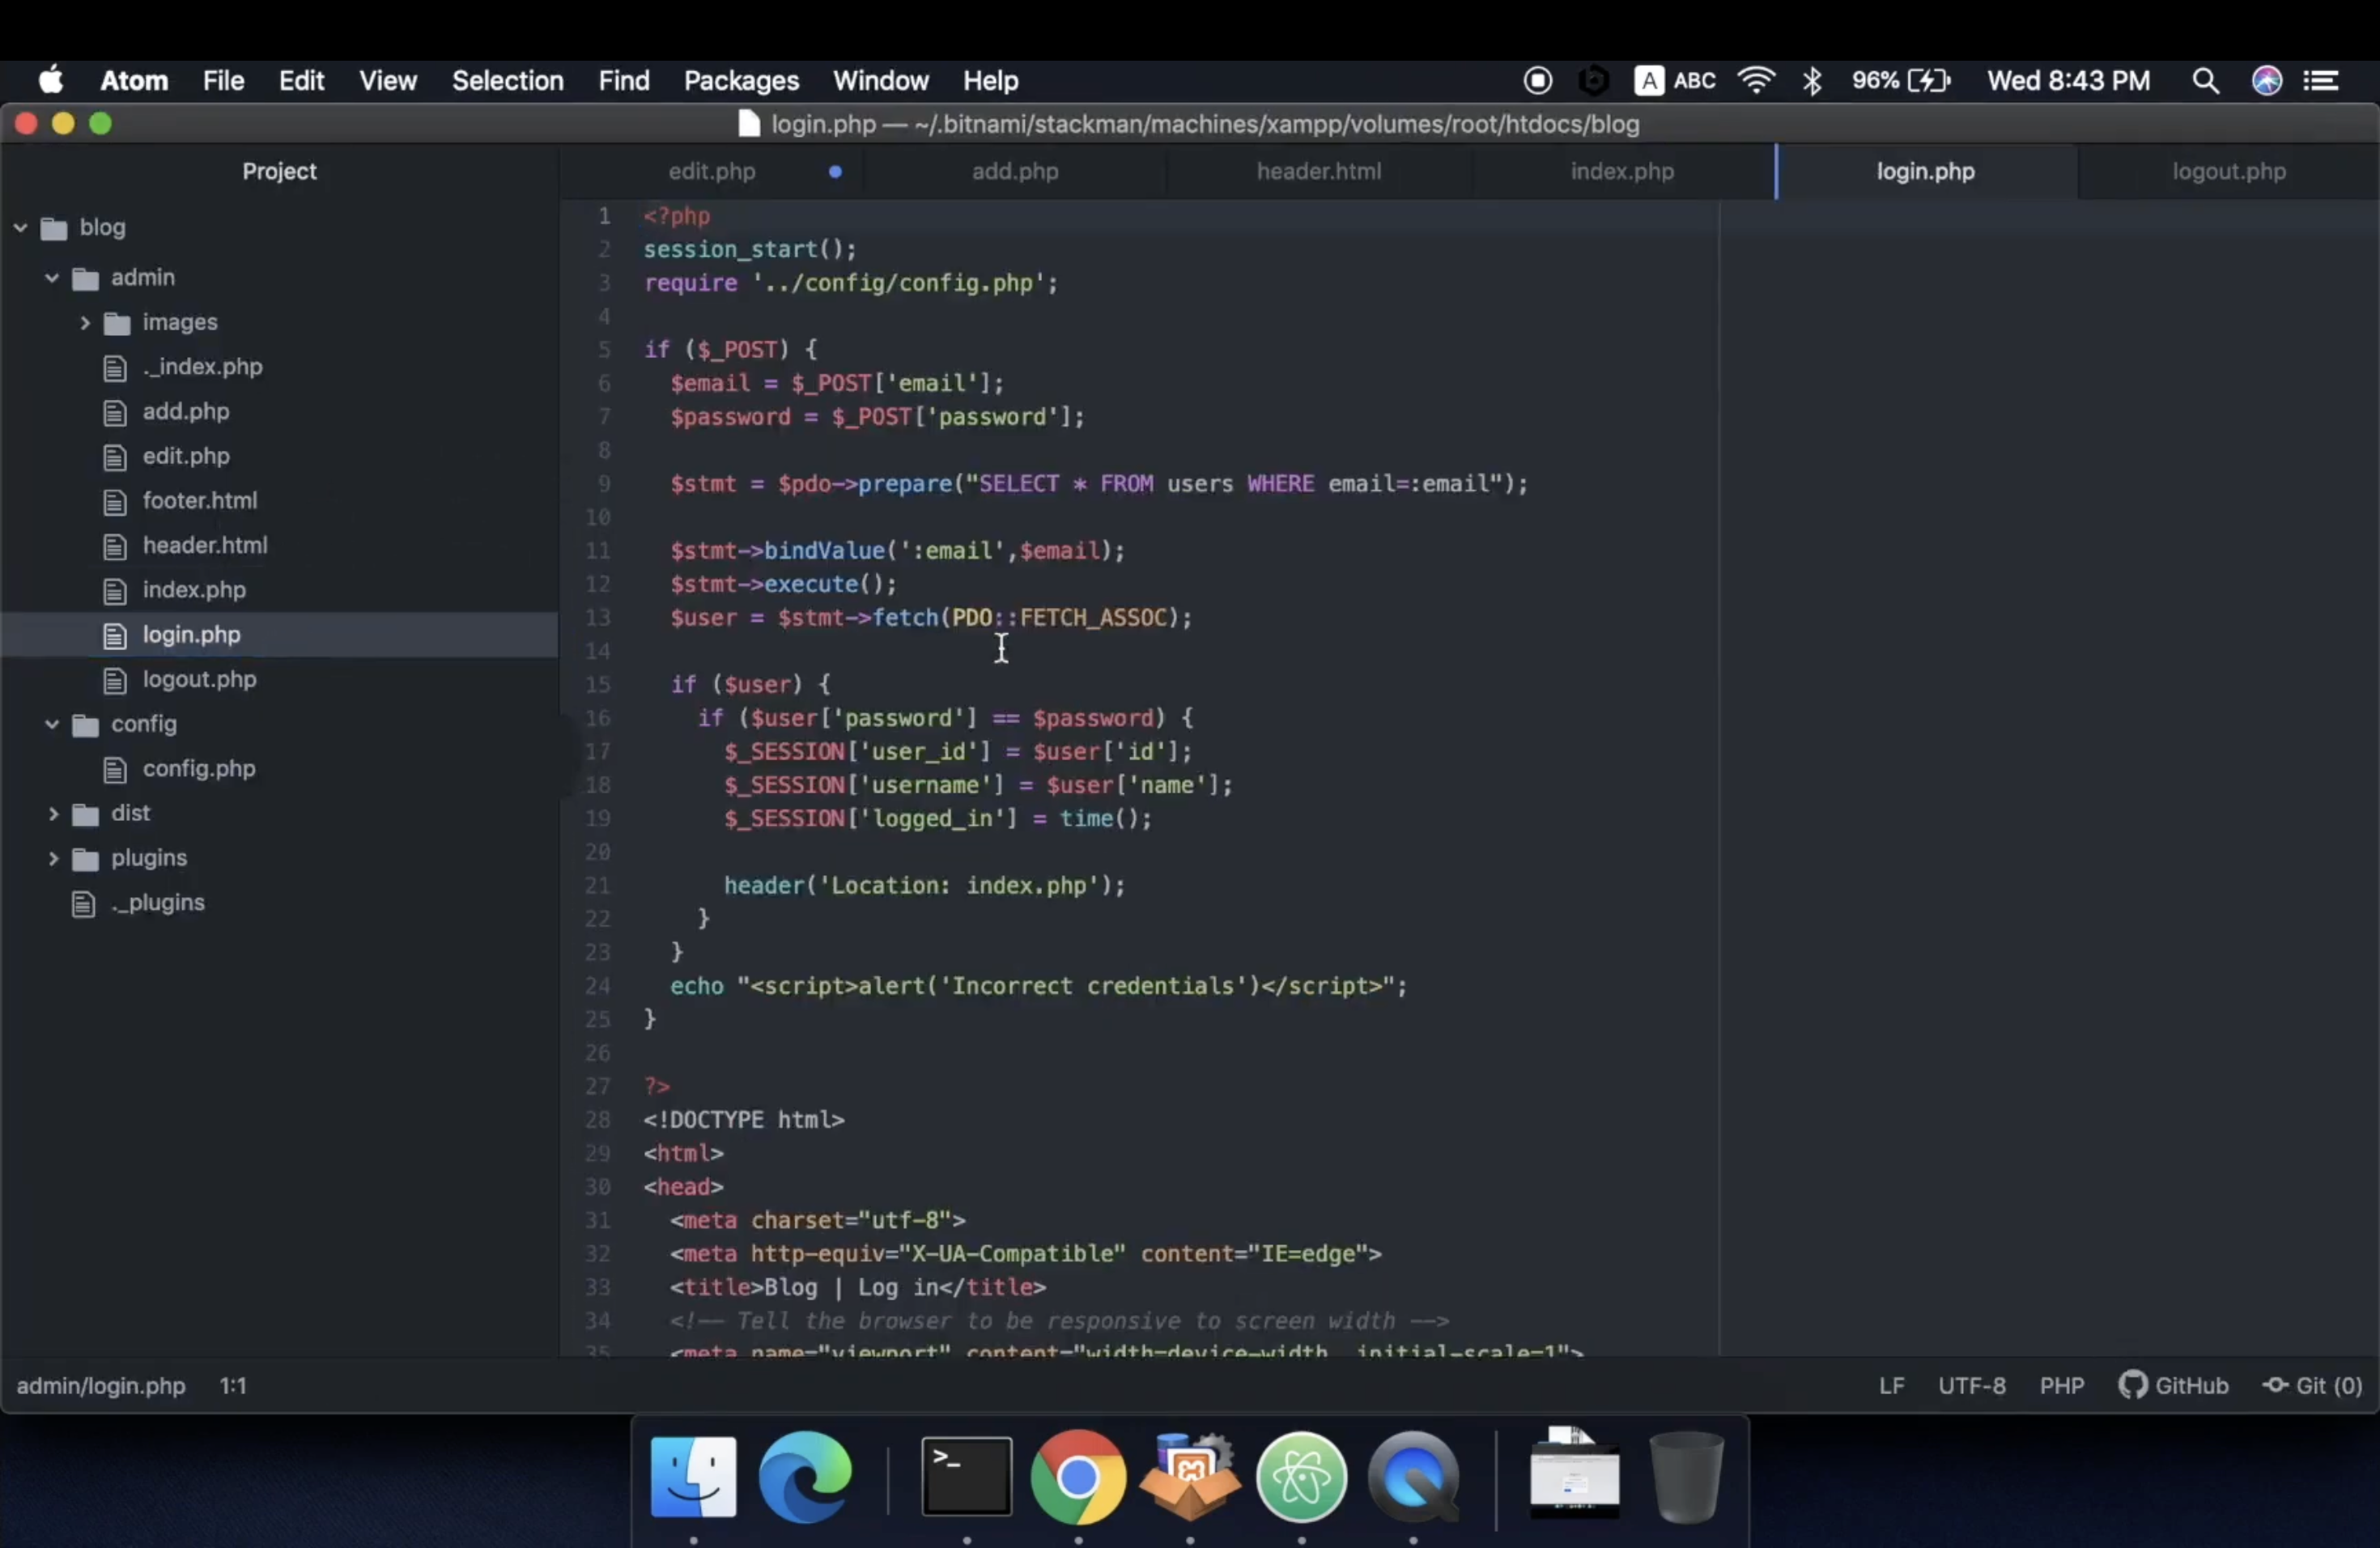 Atom File Edit View Selection Find Packages Window Help A ABC 96% Wed 8:43 PM
login.php — ~/.bitnami/stackman/machines/xampp/volumes/root/htdocs/blog
Project
blog
admin
images
._index.php
add.php
edit.php
footer.html
header.html
index.php
login.php
logout.php
config
config.php
dist
plugins
._plugins
edit.php add.php header.html index.php login.php logout.php
1 <?php
2 session_start();
3 require '../config/config.php';
4
5 if ($_POST) {
6 $email = $_POST['email'];
7 $password = $_POST['password'];
8
9 $stmt = $pdo->prepare("SELECT * FROM users WHERE email=:email");
10
11 $stmt->bindValue(':email',$email);
12 $stmt->execute();
13 $user = $stmt->fetch(PDO::FETCH_ASSOC);
14
15 if ($user) {
16 if ($user['password'] == $password) {
17 $_SESSION['user_id'] = $user['id'];
18 $_SESSION['username'] = $user['name'];
19 $_SESSION['logged_in'] = time();
20
21 header('Location: index.php');
22 }
23 }
24 echo "<script>alert('Incorrect credentials')</script>";
25 }
26
27 ?>
28 <!DOCTYPE html>
29 <html>
30 <head>
31 <meta charset="utf-8">
32 <meta http-equiv="X-UA-Compatible" content="IE=edge">
33 <title>Blog | Log in</title>
34 <!-- Tell the browser to be responsive to screen width -->
35 <meta name="viewport" content="width=device-width, initial-scale=1">
admin/login.php 1:1 LF UTF-8 PHP GitHub Git (0)
>_